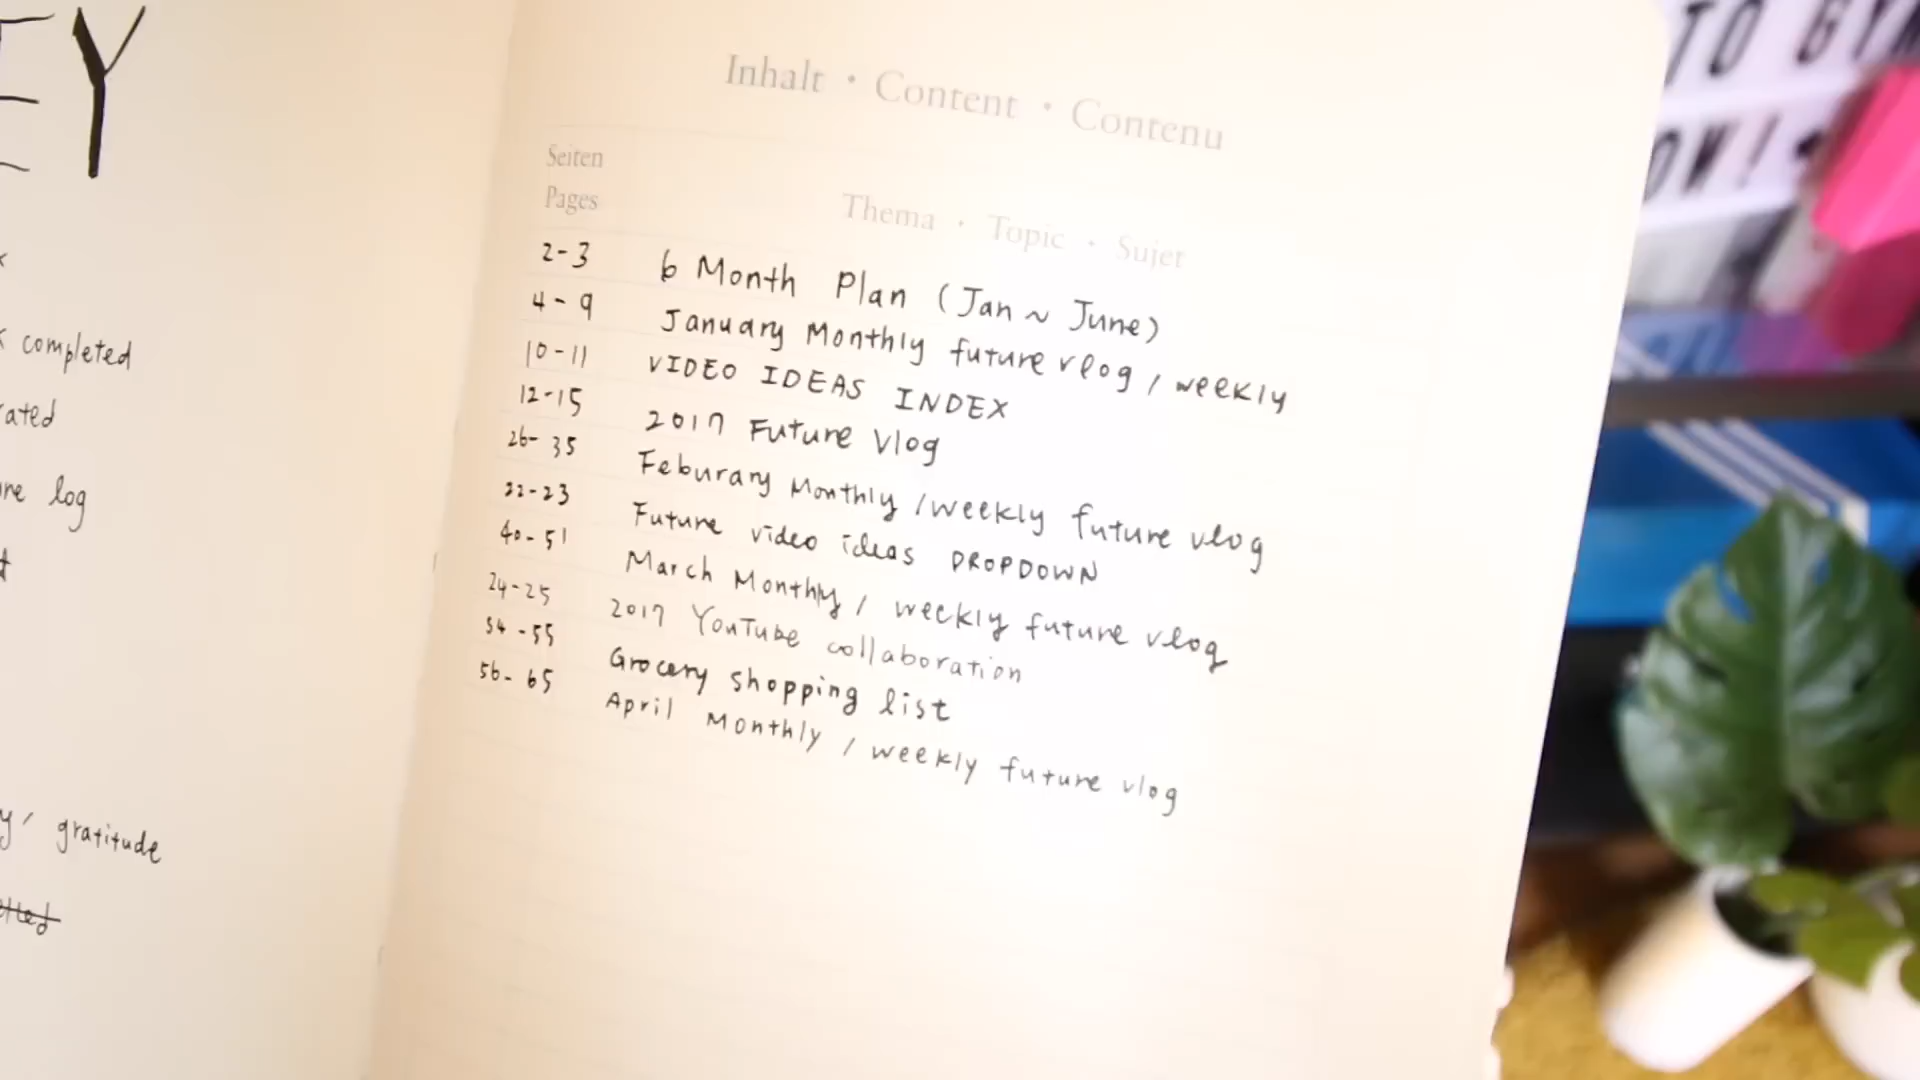 EY
completed
log
gratitude
Inhalt · Content · Contenu
Seiten
Pages
Thema · Topic · Sujet
2-3 6 Month Plan (Jan ~ June)
4-9 January Monthly future vlog / weekly
10-11 VIDEO IDEAS INDEX
12-15 2017 Future Vlog
26-35 Feburary Monthly / weekly future vlog
22-23 Future video ideas DROPDOWN
40-51 March Monthly / weekly future vlog
24-25 2017 YouTube collaboration
54-55 Grocery shopping list
56-65 April Monthly / weekly future vlog
TO GYM